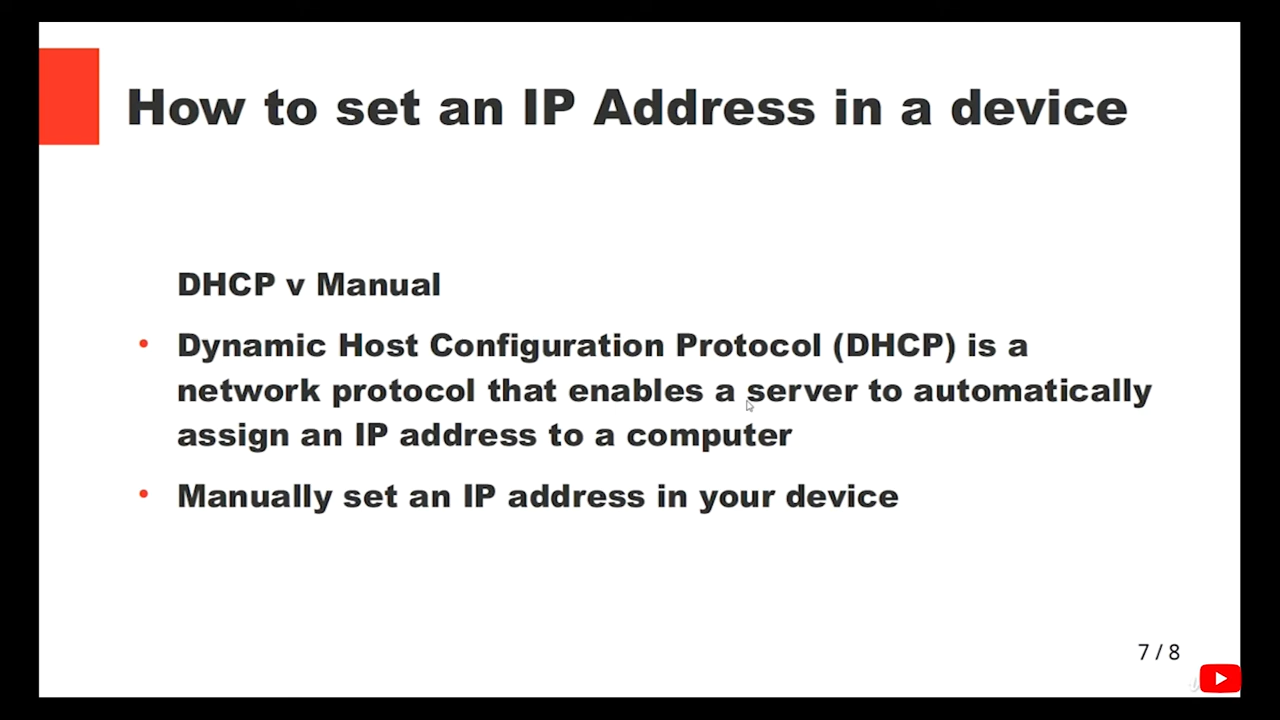 How to set an IP Address in a device
DHCP v Manual
Dynamic Host Configuration Protocol (DHCP) is a
network protocol that enables a server to automatically
assign an IP address to a computer
Manually set an IP address in your device
7 / 8